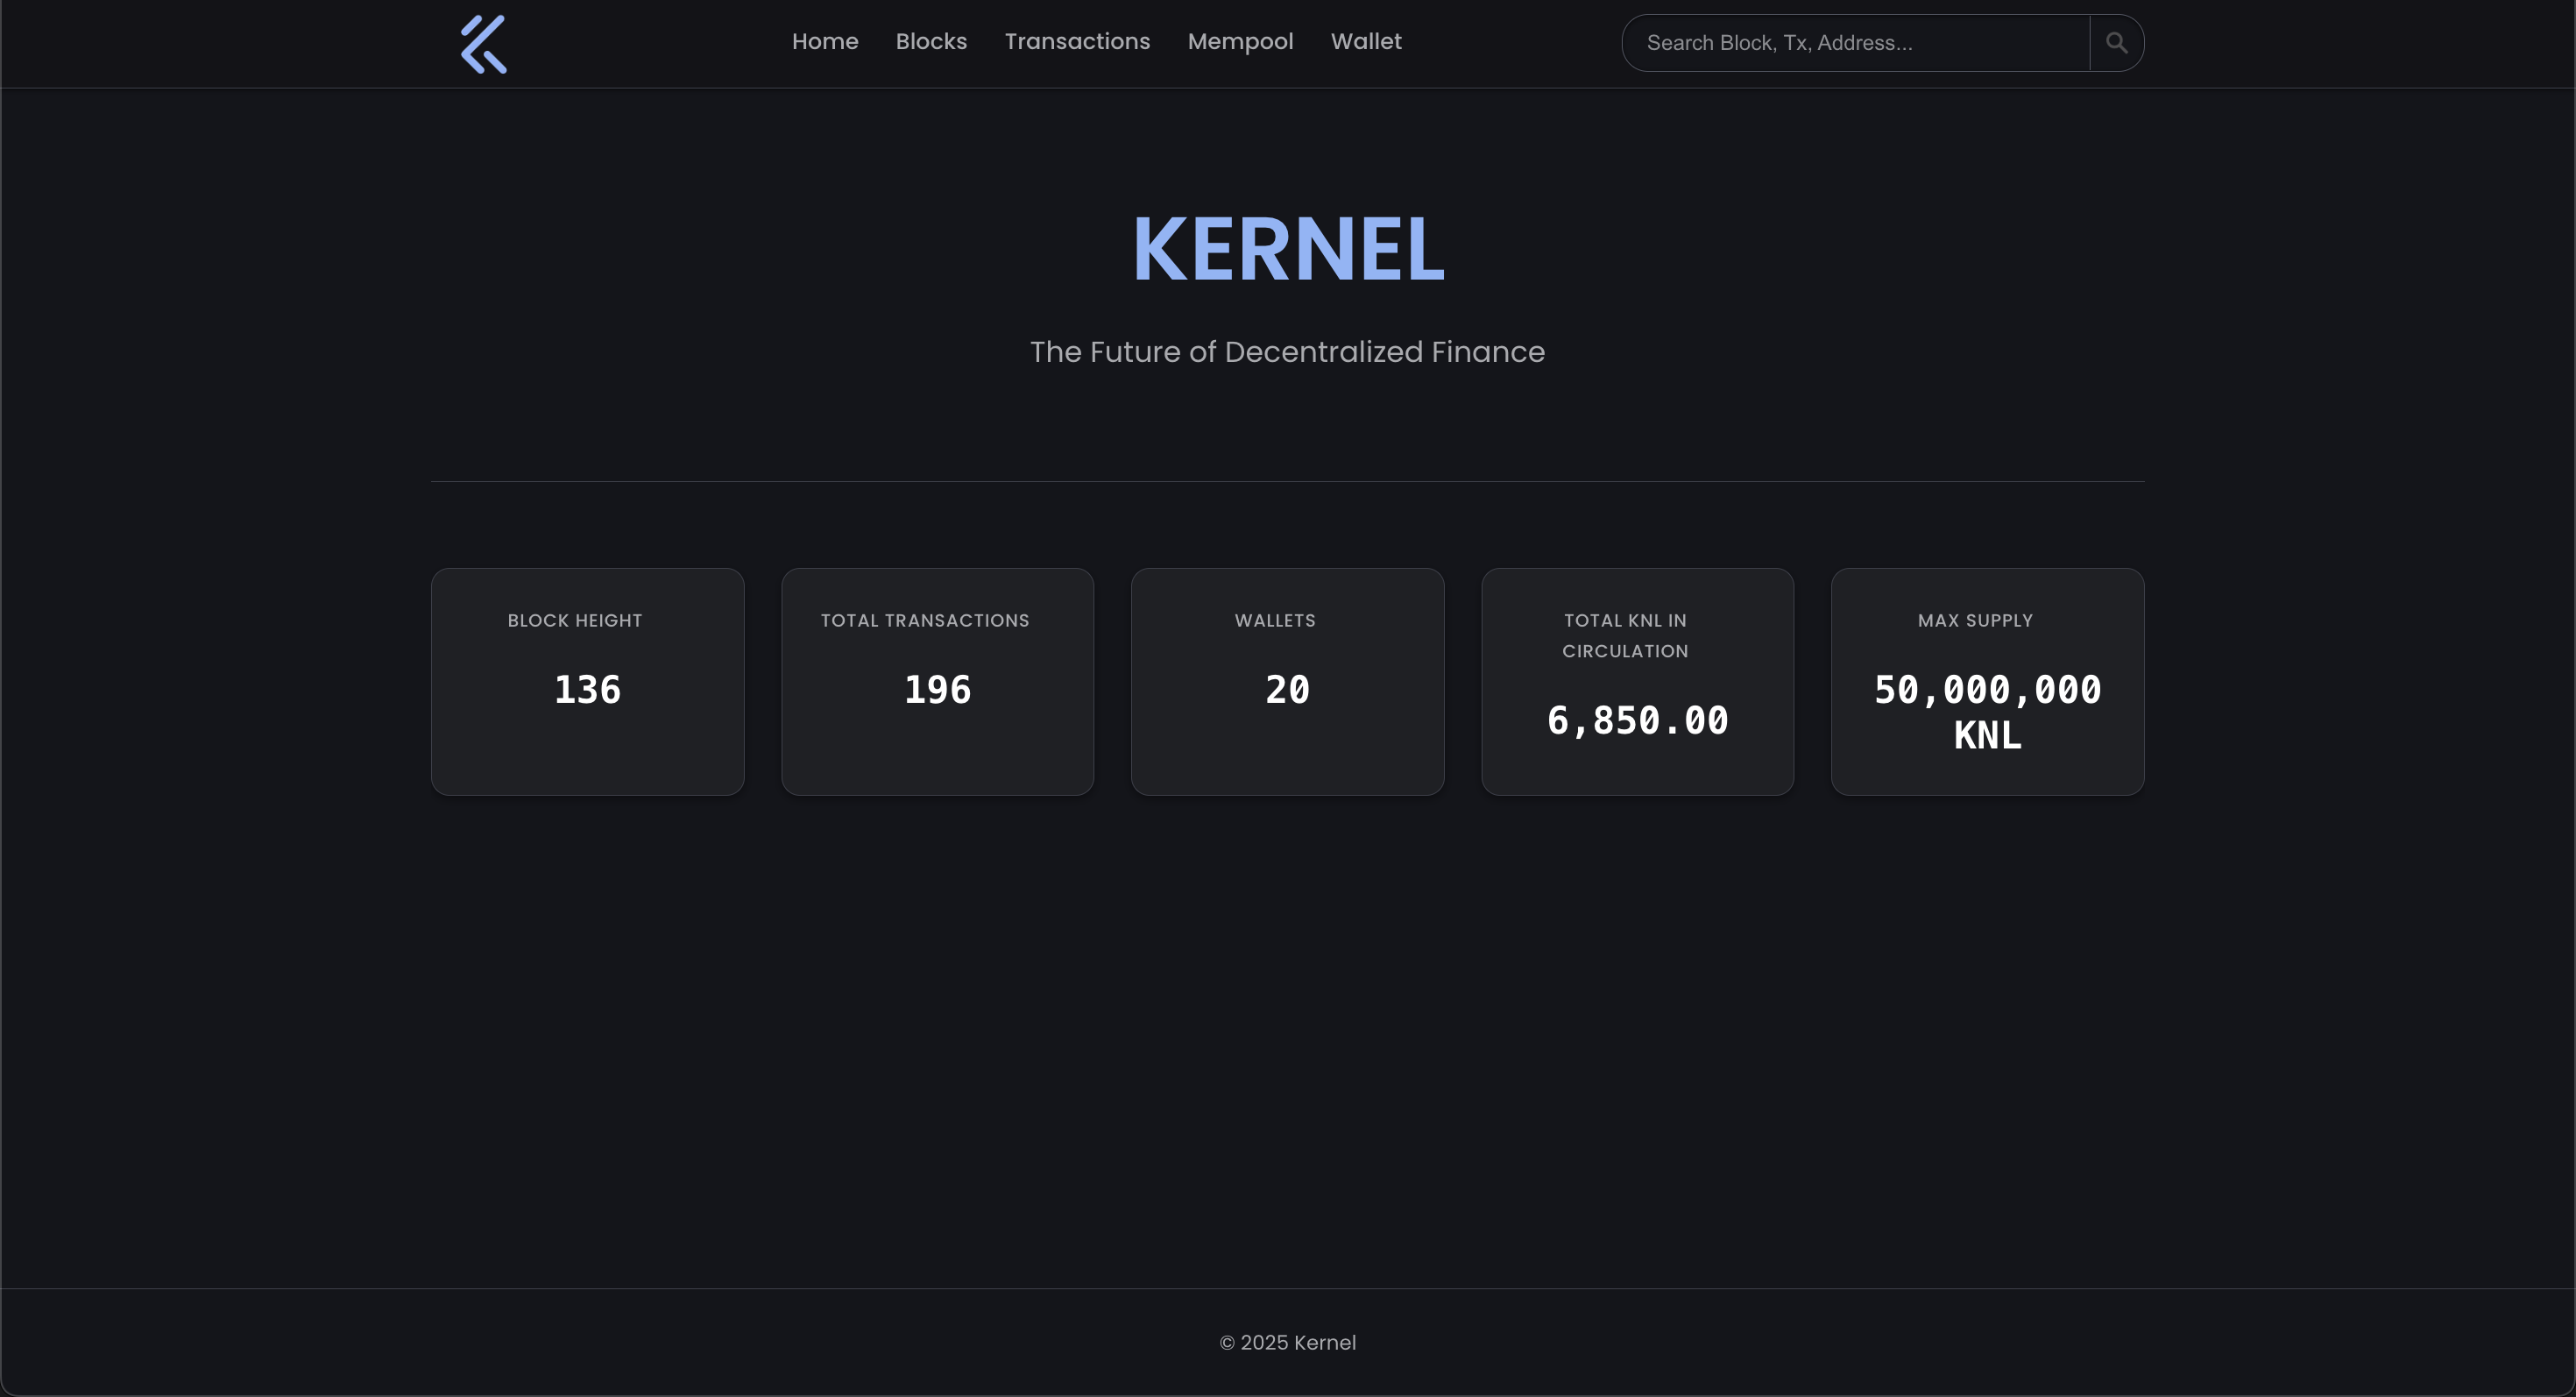 Home Blocks Transactions Mempool Wallet Search Block, Tx, Address...
KERNEL
The Future of Decentralized Finance
BLOCK HEIGHT
136
TOTAL TRANSACTIONS
196
WALLETS
20
TOTAL KNL IN
CIRCULATION
6,850.00
MAX SUPPLY
50,000,000
KNL
© 2025 Kernel